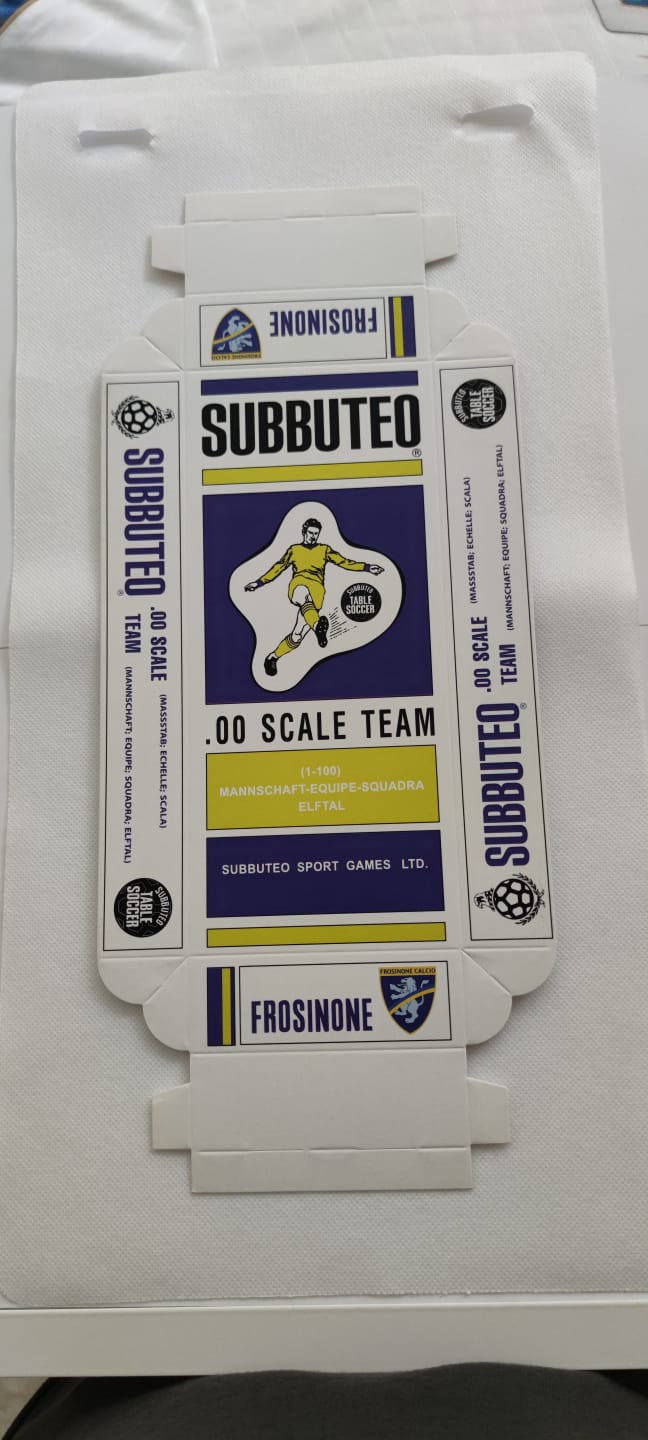 FROSINONE
FROSINONE CALCIO
SUBBUTEO®
SUBBUTEO
TABLE
SOCCER
.00 SCALE TEAM
(1-100)
MANNSCHAFT-EQUIPE-SQUADRA
ELFTAL
SUBBUTEO SPORT GAMES LTD.
FROSINONE
FROSINONE CALCIO
SUBBUTEO®
.00 SCALE (MASSSTAB; ECHELLE; SCALA)
TEAM (MANNSCHAFT; EQUIPE; SQUADRA; ELFTAL)
SUBBUTEO
TABLE
SOCCER
SUBBUTEO®
.00 SCALE (MASSSTAB; ECHELLE; SCALA)
TEAM (MANNSCHAFT; EQUIPE; SQUADRA; ELFTAL)
SUBBUTEO
TABLE
SOCCER